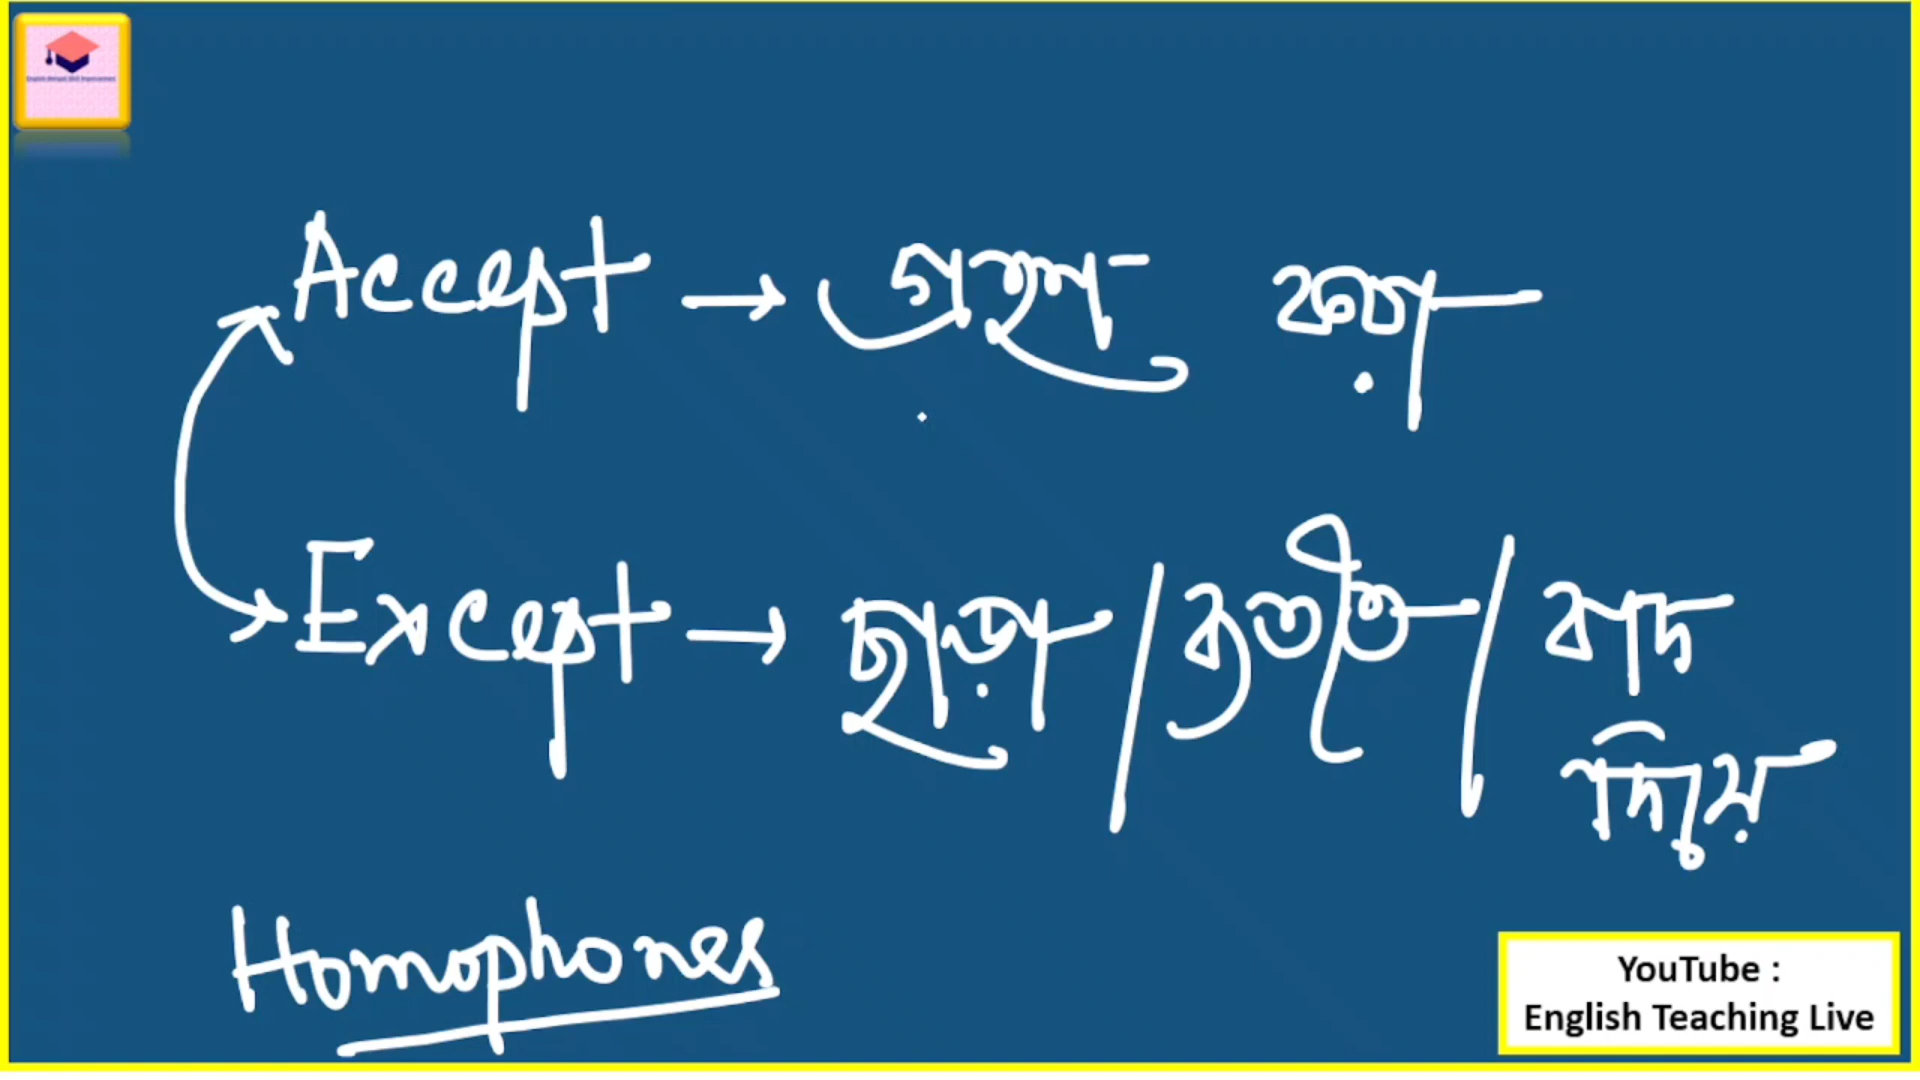 Accept → গ্রহণ করা
Except → ছাড়া / ব্যতীত / বাদ
দিয়ে
Homophones
YouTube :
English Teaching Live